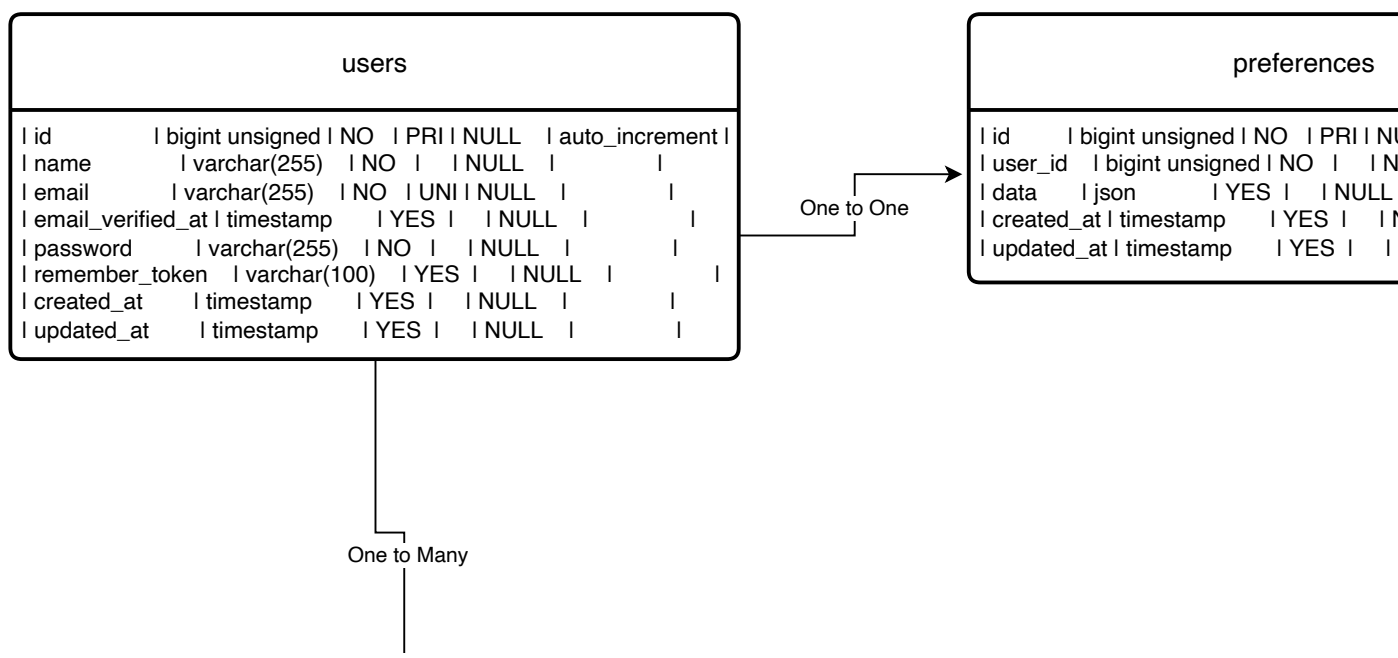 users
| id | bigint unsigned | NO | PRI | NULL | auto_increment |
| name | varchar(255) | NO | | NULL | |
| email | varchar(255) | NO | UNI | NULL | |
| email_verified_at | timestamp | YES | | NULL | |
| password | varchar(255) | NO | | NULL | |
| remember_token | varchar(100) | YES | | NULL | |
| created_at | timestamp | YES | | NULL | |
| updated_at | timestamp | YES | | NULL | |
One to One
preferences
| id | bigint unsigned | NO | PRI |
| user_id | bigint unsigned | NO | |
| data | json | YES | | NULL
| created_at | timestamp | YES | |
| updated_at | timestamp | YES | |
One to Many